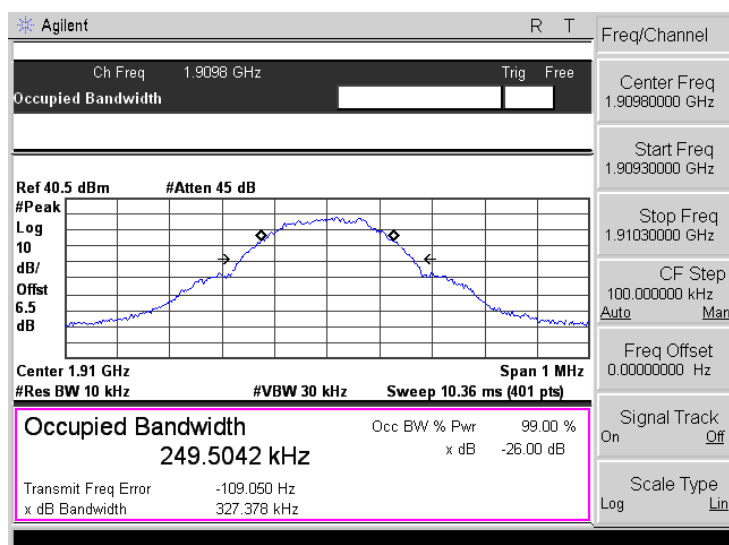 Agilent R T
Ch Freq 1.9098 GHz Trig Free
Occupied Bandwidth
Ref 40.5 dBm #Atten 45 dB
#Peak
Log
10
dB/
Offst
6.5
dB
Center 1.91 GHz Span 1 MHz
#Res BW 10 kHz #VBW 30 kHz Sweep 10.36 ms (401 pts)
Occupied Bandwidth Occ BW % Pwr 99.00 %
249.5042 kHz x dB -26.00 dB
Transmit Freq Error -109.050 Hz
x dB Bandwidth 327.378 kHz
Freq/Channel
Center Freq
1.90980000 GHz
Start Freq
1.90930000 GHz
Stop Freq
1.91030000 GHz
CF Step
100.000000 kHz
Auto Man
Freq Offset
0.00000000 Hz
Signal Track
On Off
Scale Type
Log Lin